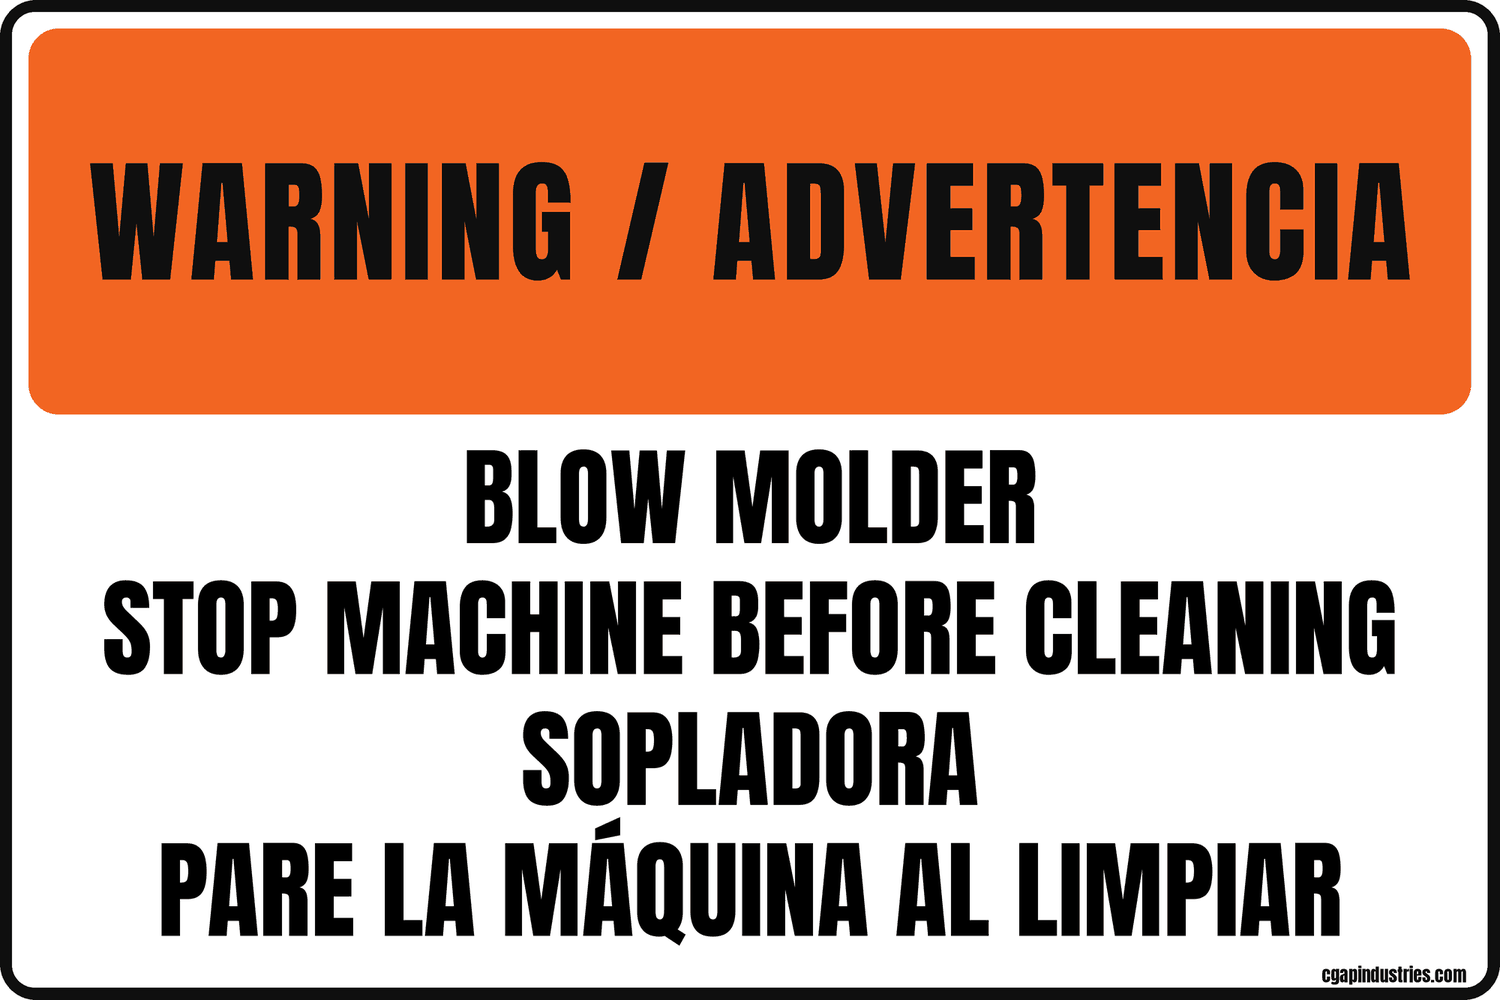 WARNING / ADVERTENCIA
BLOW MOLDER
STOP MACHINE BEFORE CLEANING
SOPLADORA
PARE LA MÁQUINA AL LIMPIAR
cgapindustries.com